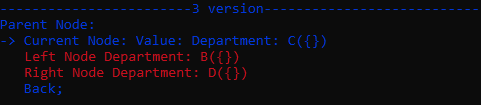 ------------------------3 version---------------------------
Parent Node:
-> Current Node: Value: Department: C({})
   Left Node Department: B({})
   Right Node Department: D({})
   Back;